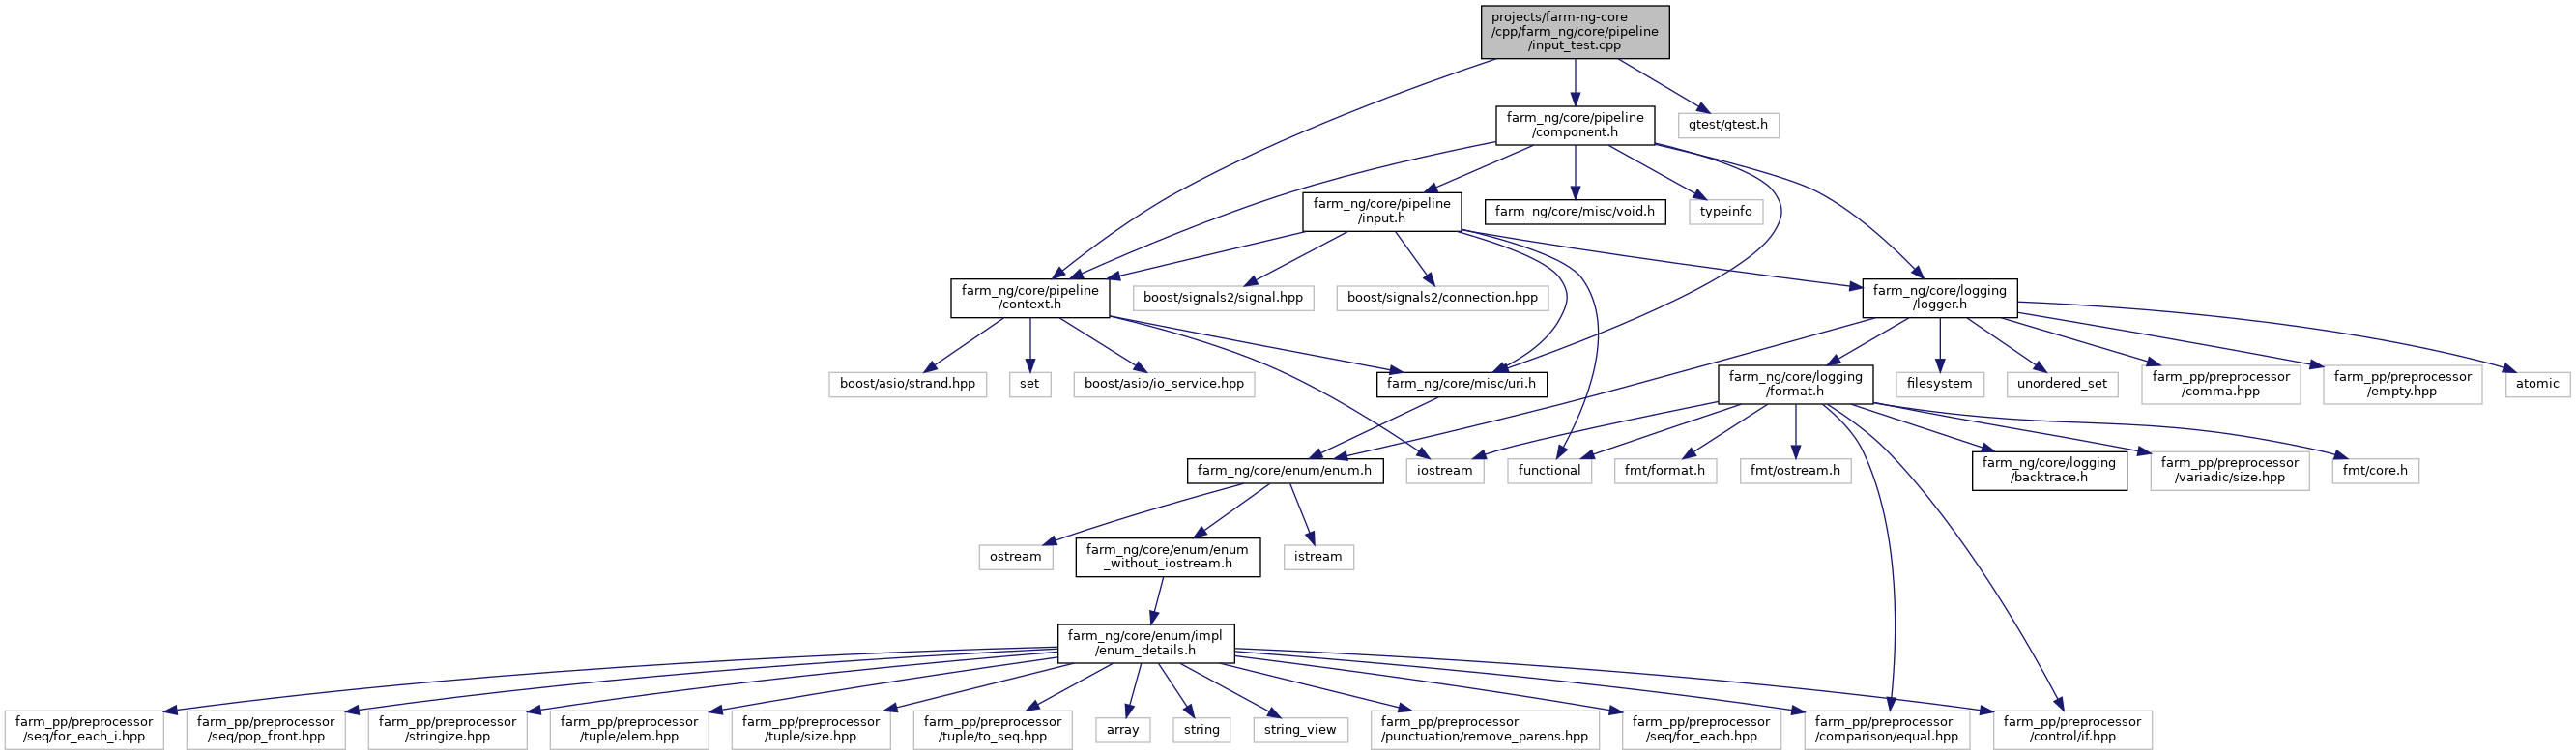 projects/farm-ng-core
/cpp/farm_ng/core/pipeline
/input_test.cpp
farm_ng/core/pipeline
/component.h
gtest/gtest.h
farm_ng/core/pipeline
/input.h
farm_ng/core/misc/void.h
typeinfo
farm_ng/core/pipeline
/context.h
boost/signals2/signal.hpp
boost/signals2/connection.hpp
farm_ng/core/logging
/logger.h
boost/asio/strand.hpp
set
boost/asio/io_service.hpp
farm_ng/core/misc/uri.h
farm_ng/core/logging
/format.h
filesystem
unordered_set
farm_pp/preprocessor
/comma.hpp
farm_pp/preprocessor
/empty.hpp
atomic
farm_ng/core/enum/enum.h
iostream
functional
fmt/format.h
fmt/ostream.h
farm_ng/core/logging
/backtrace.h
farm_pp/preprocessor
/variadic/size.hpp
fmt/core.h
ostream
farm_ng/core/enum/enum
_without_iostream.h
istream
farm_ng/core/enum/impl
/enum_details.h
farm_pp/preprocessor
/seq/for_each_i.hpp
farm_pp/preprocessor
/seq/pop_front.hpp
farm_pp/preprocessor
/stringize.hpp
farm_pp/preprocessor
/tuple/elem.hpp
farm_pp/preprocessor
/tuple/size.hpp
farm_pp/preprocessor
/tuple/to_seq.hpp
array
string
string_view
farm_pp/preprocessor
/punctuation/remove_parens.hpp
farm_pp/preprocessor
/seq/for_each.hpp
farm_pp/preprocessor
/comparison/equal.hpp
farm_pp/preprocessor
/control/if.hpp